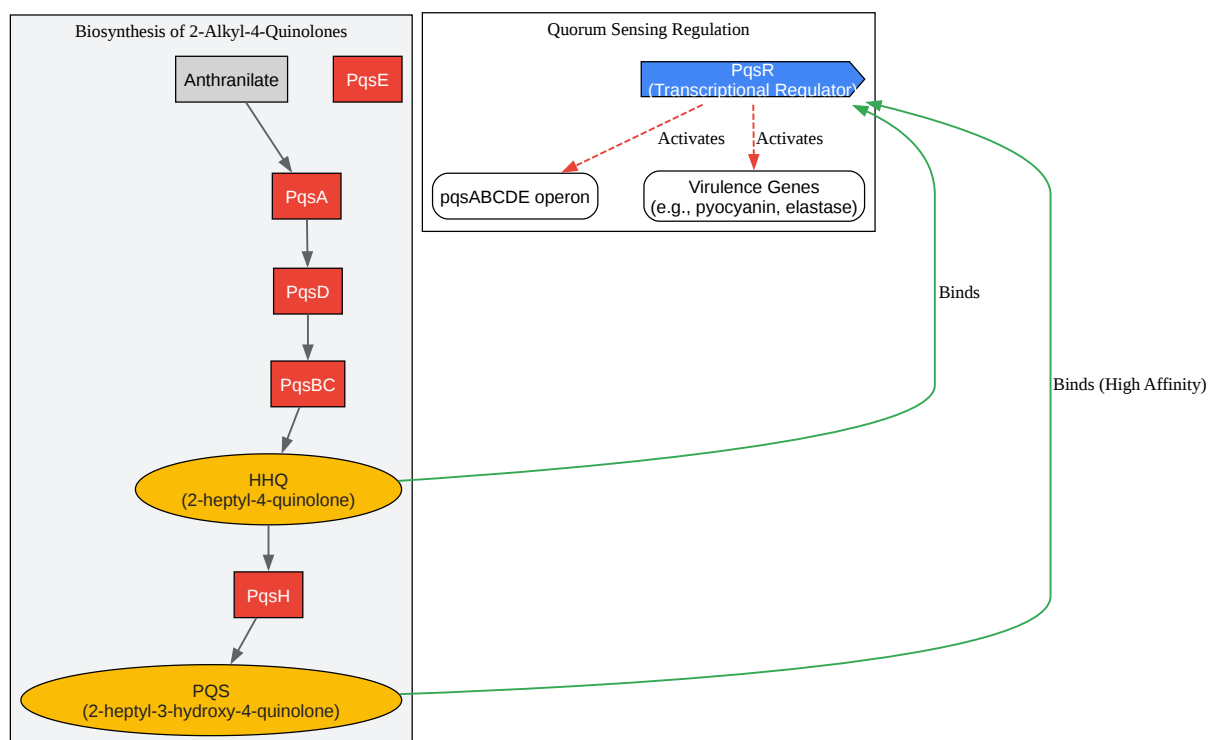 Biosynthesis of 2-Alkyl-4-Quinolones
Anthranilate
PqsE
PqsA
PqsD
PqsBC
HHQ
(2-heptyl-4-quinolone)
PqsH
PQS
(2-heptyl-3-hydroxy-4-quinolone)
Quorum Sensing Regulation
PqsR
(Transcriptional Regulator)
Activates
Activates
pqsABCDE operon
Virulence Genes
(e.g., pyocyanin, elastase)
Binds
Binds (High Affinity)